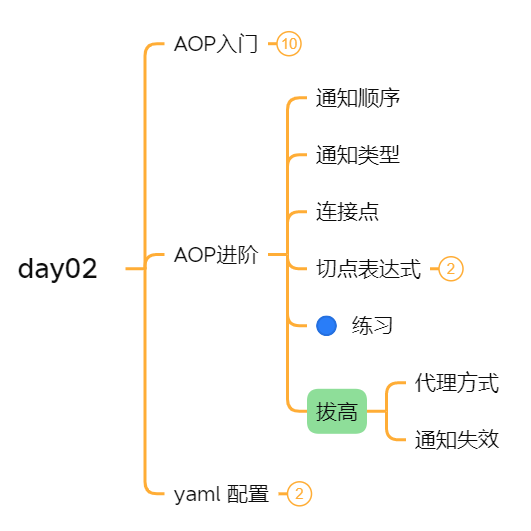 AOP入门
10
通知顺序
通知类型
连接点
day02
AOP进阶
切点表达式
2
练习
拔高
代理方式
通知失效
yaml 配置
2